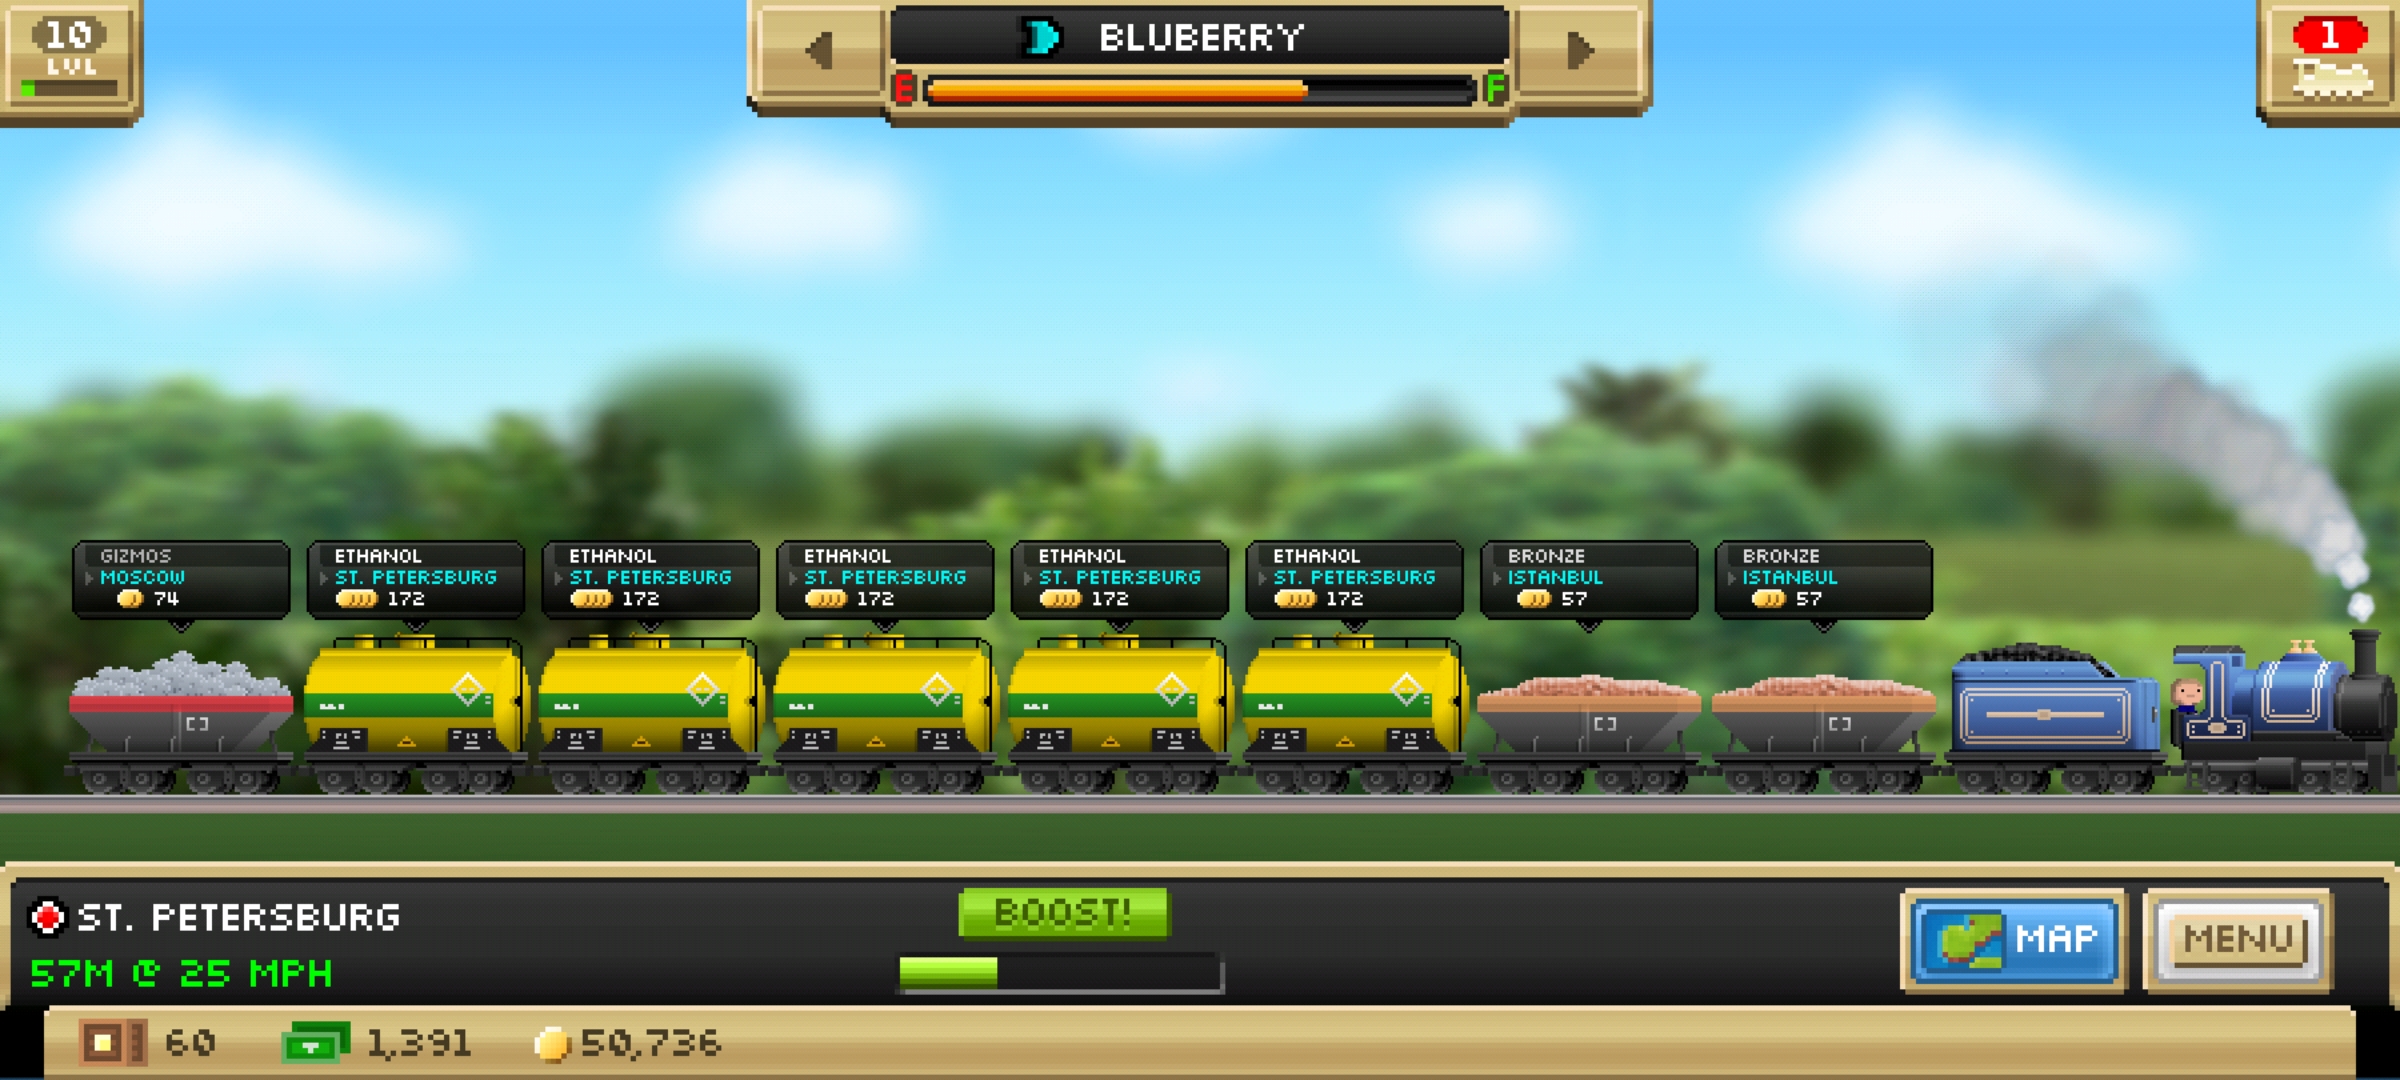 10
LVL
BLUBERRY
E
F
1
GIZMOS
MOSCOW
74
ETHANOL
ST. PETERSBURG
172
ETHANOL
ST. PETERSBURG
172
ETHANOL
ST. PETERSBURG
172
ETHANOL
ST. PETERSBURG
172
ETHANOL
ST. PETERSBURG
172
BRONZE
ISTANBUL
57
BRONZE
ISTANBUL
57
ST. PETERSBURG
57M @ 25 MPH
BOOST!
MAP
MENU
60
1,391
50,736